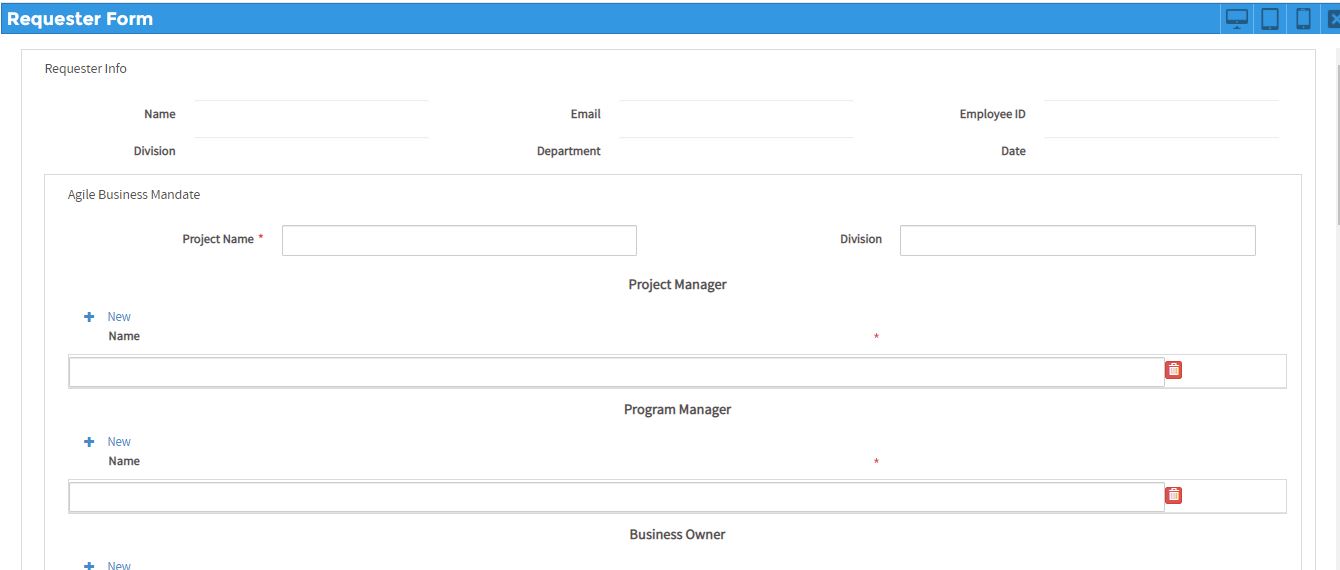 Requester Form
Requester Info
Name Email Employee ID
Division Department Date
Agile Business Mandate
Project Name * Division
Project Manager
New
Name *
Program Manager
New
Name *
Business Owner
New